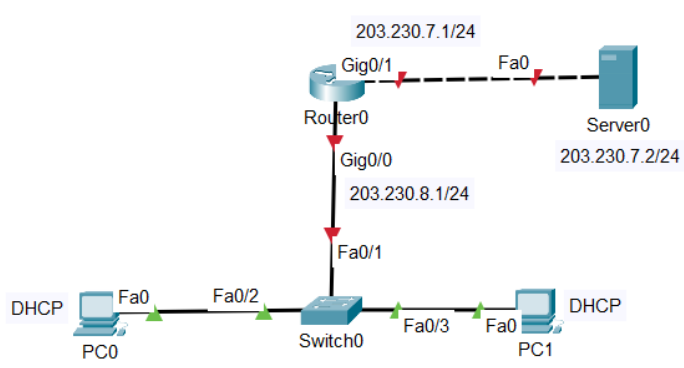 203.230.7.1/24
Gig0/1
Fa0
Router0
Server0
203.230.7.2/24
Gig0/0
203.230.8.1/24
Fa0/1
DHCP
Fa0
Fa0/2
Fa0/3
Fa0
DHCP
PC0
Switch0
PC1